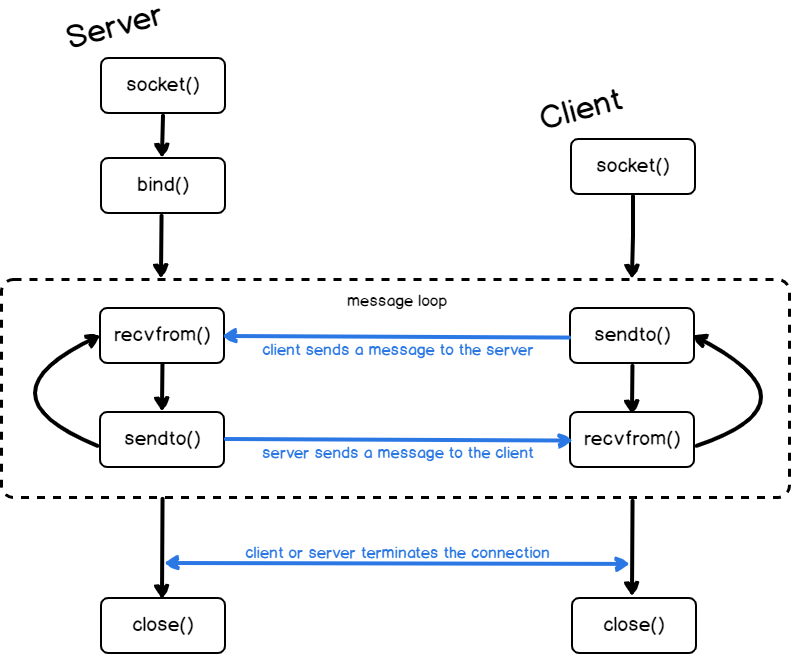 Server
socket()
Client
bind()
socket()
message loop
recvfrom()
sendto()
client sends a message to the server
sendto()
recvfrom()
server sends a message to the client
client or server terminates the connection
close()
close()